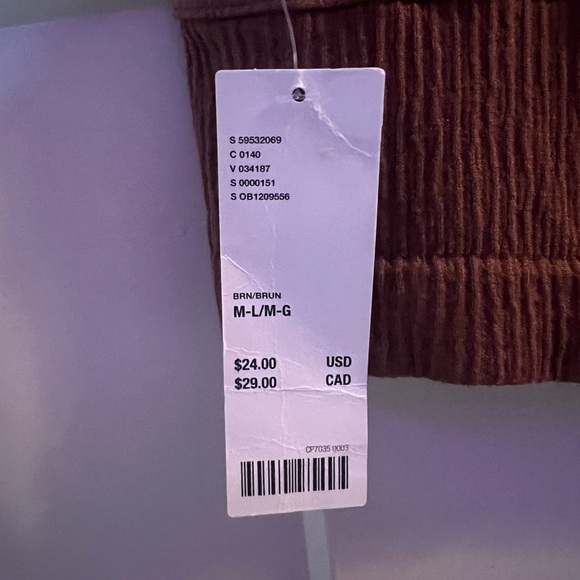 S 59532069
C 0140
V 034187
S 0000151
S OB1209556
BRN/BRUN
M-L/M-G
$24.00 USD
$29.00 CAD
CP7035 0003